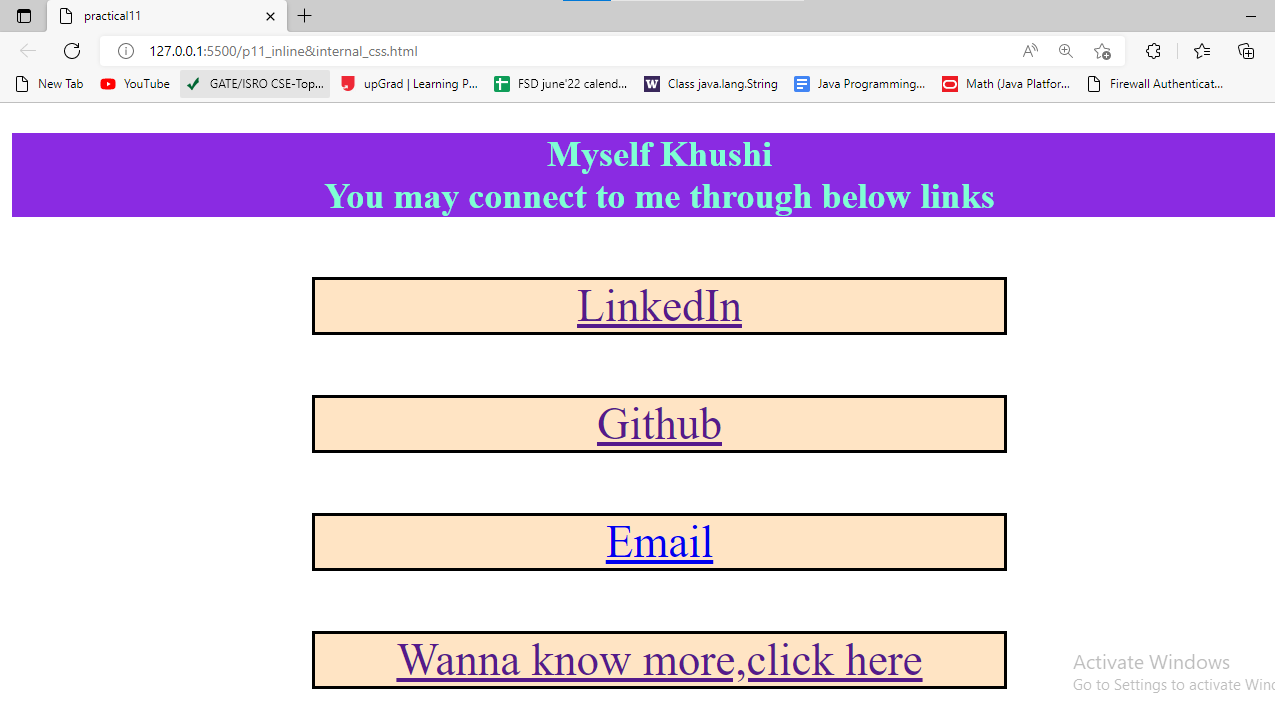 practical11
127.0.0.1:5500/p11_inline&internal_css.html
New Tab YouTube GATE/ISRO CSE-Top... upGrad | Learning P... FSD june'22 calend... Class java.lang.String Java Programming... Math (Java Platfor... Firewall Authenticat...
Myself Khushi
You may connect to me through below links
LinkedIn
Github
Email
Wanna know more,click here
Activate Windows
Go to Settings to activate Win